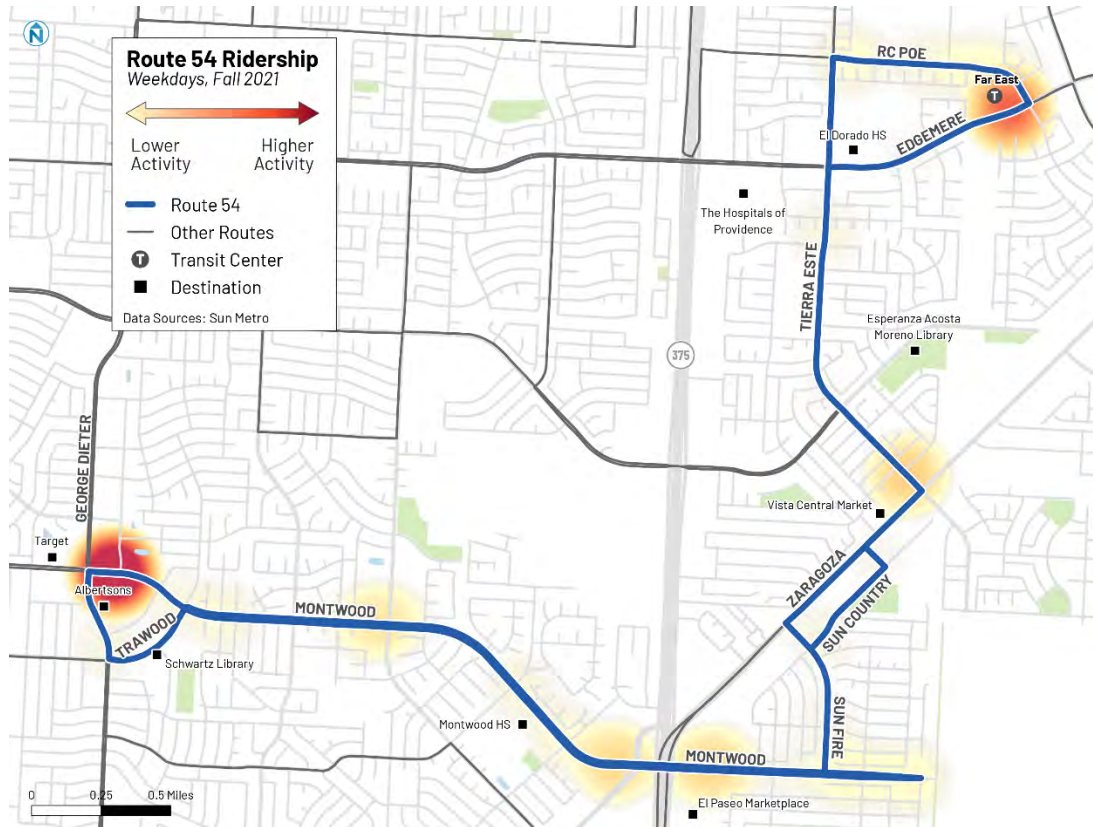 N
Route 54 Ridership
Weekdays, Fall 2021
Lower
Activity
Higher
Activity
Route 54
Other Routes
T
Transit Center
Destination
Data Sources: Sun Metro
RC POE
Far East
T
EDGEMERE
El Dorado HS
The Hospitals of
Providence
TIERRA ESTE
Esperanza Acosta
Moreno Library
375
GEORGE DIETER
Vista Central Market
Target
Albertsons
TRAWOOD
MONTWOOD
ZARAGOZA
SUN COUNTRY
Schwartz Library
SUN FIRE
Montwood HS
MONTWOOD
El Paseo Marketplace
0
0.25
0.5 Miles